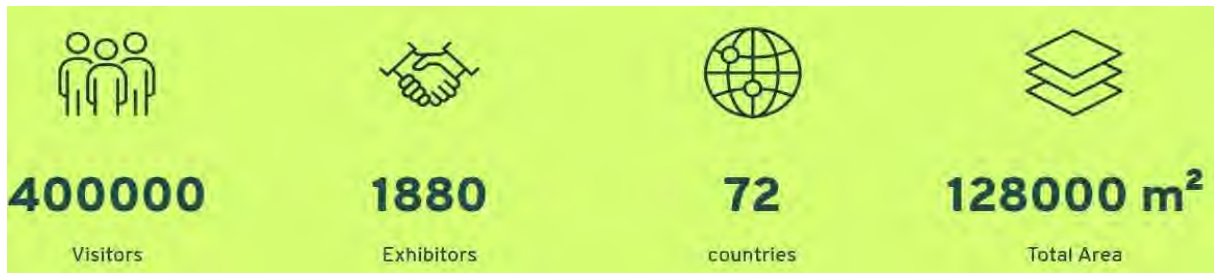 400000 1880 72 128000 m²
Visitors Exhibitors countries Total Area